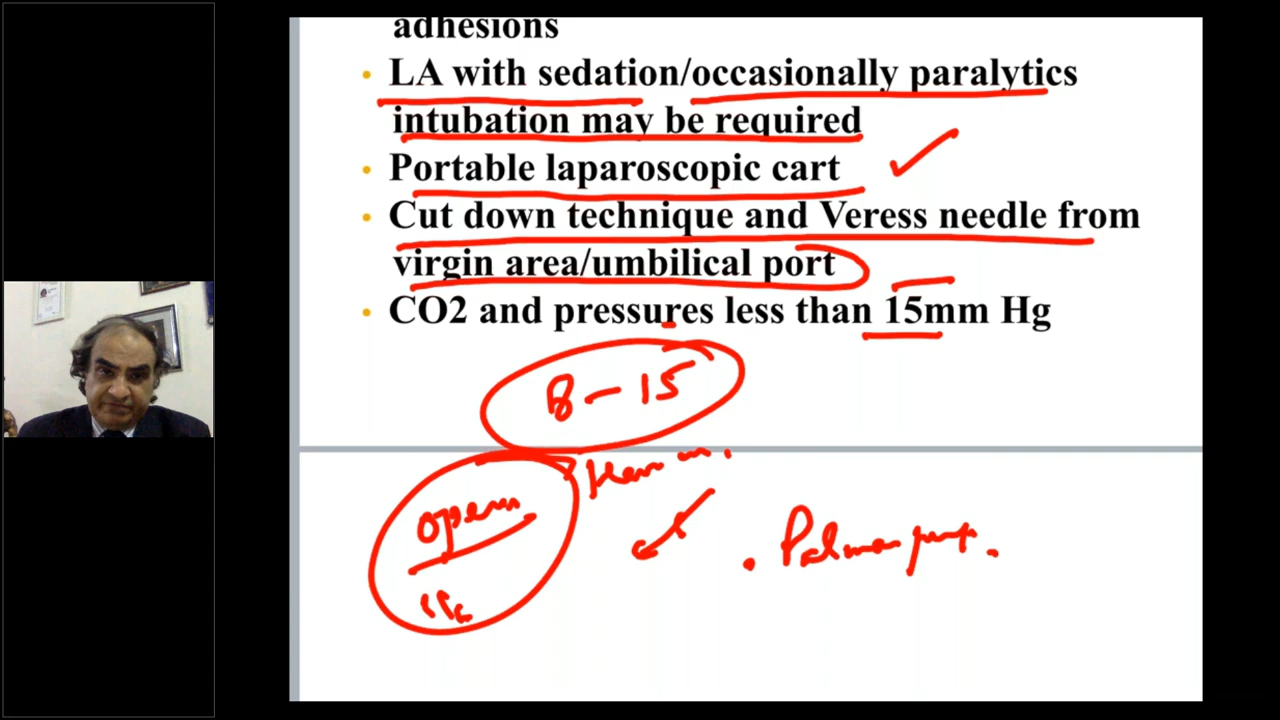 adhesions
• LA with sedation/occasionally paralytics
intubation may be required
• Portable laparoscopic cart
• Cut down technique and Veress needle from
virgin area/umbilical port
• CO2 and pressures less than 15mm Hg
8-15
open